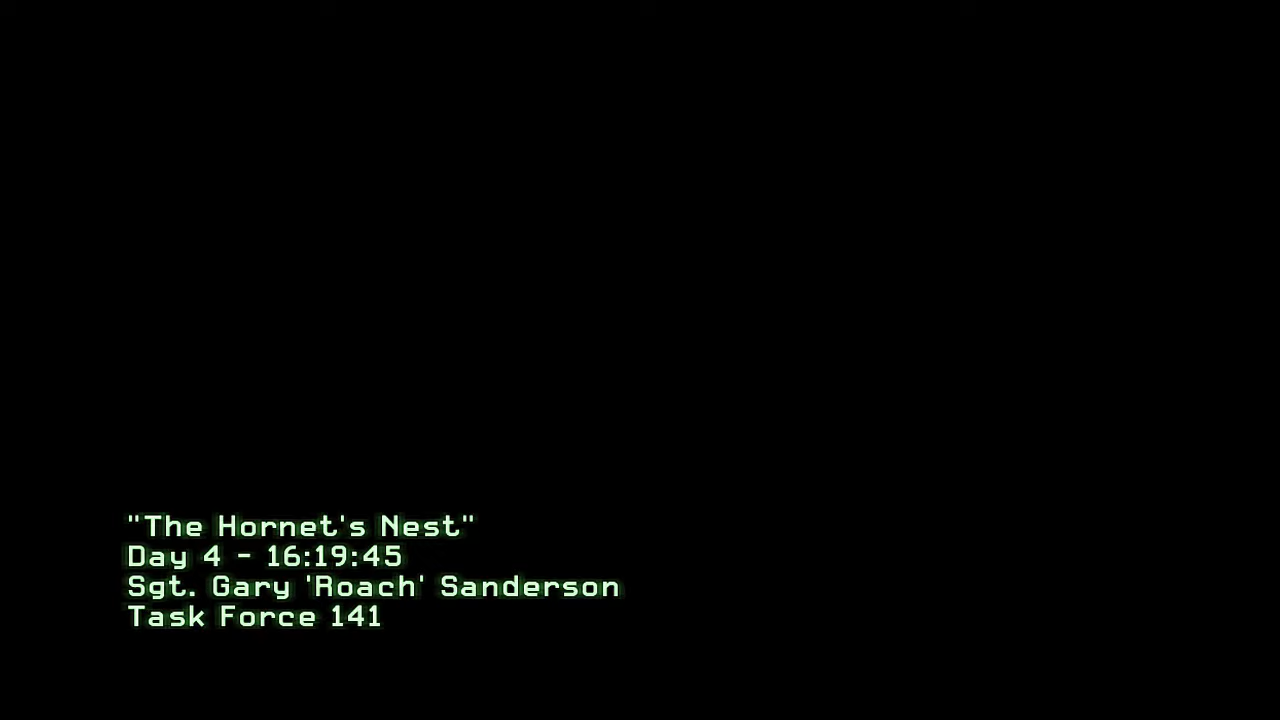 "The Hornet's Nest"
Day 4 - 16:19:45
Sgt. Gary 'Roach' Sanderson
Task Force 141